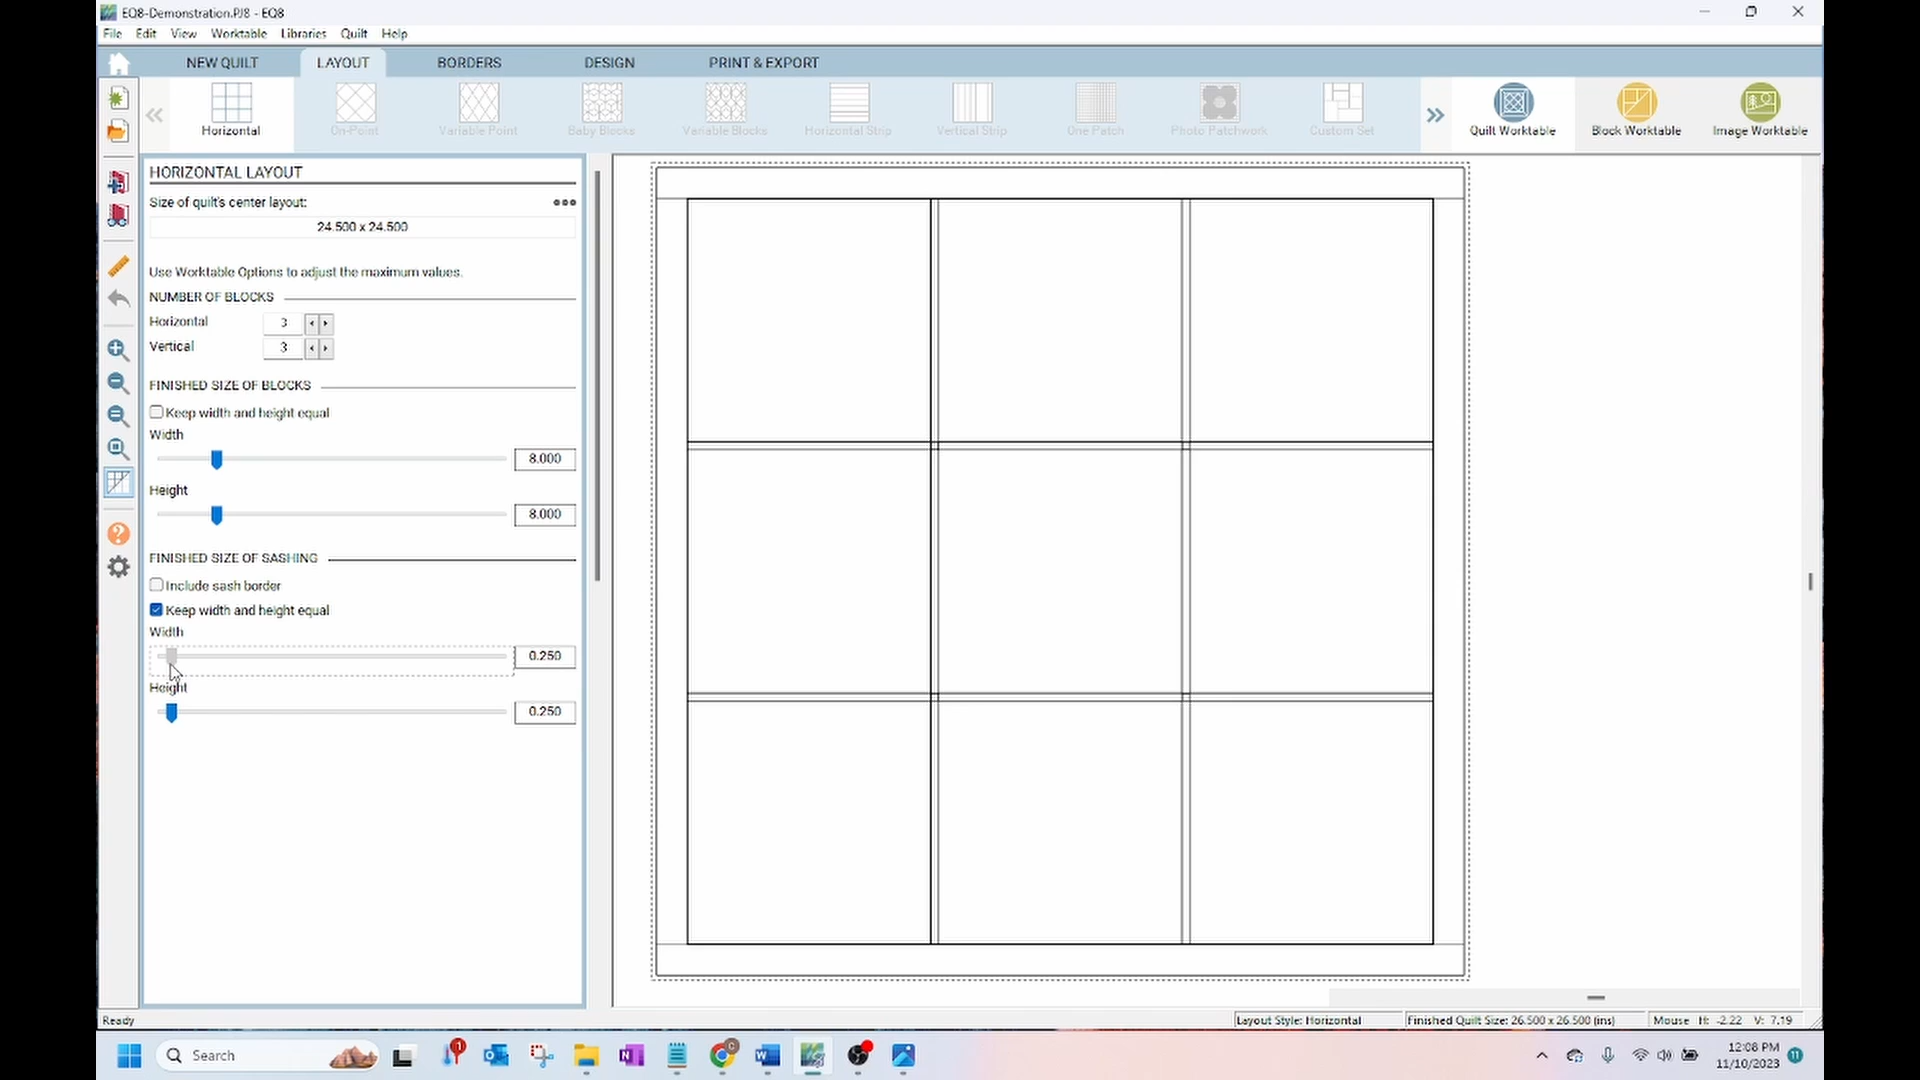 EQ8-Demonstration.PJ8 - EQ8
File Edit View Worktable Libraries Quilt Help
NEW QUILT LAYOUT BORDERS DESIGN PRINT & EXPORT
Horizontal On-Point Variable Point Baby Blocks Variable Blocks Horizontal Strip Vertical Strip One Patch Photo Patchwork Custom Set Quilt Worktable Block Worktable Image Worktable
HORIZONTAL LAYOUT
Size of quilt's center layout:
24.500 x 24.500
Use Worktable Options to adjust the maximum values.
NUMBER OF BLOCKS
Horizontal 3
Vertical 3
FINISHED SIZE OF BLOCKS
Keep width and height equal
Width
8.000
Height
8.000
FINISHED SIZE OF SASHING
Include sash border
Keep width and height equal
Width
0.250
Height
0.250
Ready Layout Style: Horizontal Finished Quilt Size: 26.500 x 26.500 (ins) Mouse H: -2.22 V: 7.19
Search 1 C 12:08 PM
11/10/2023 11